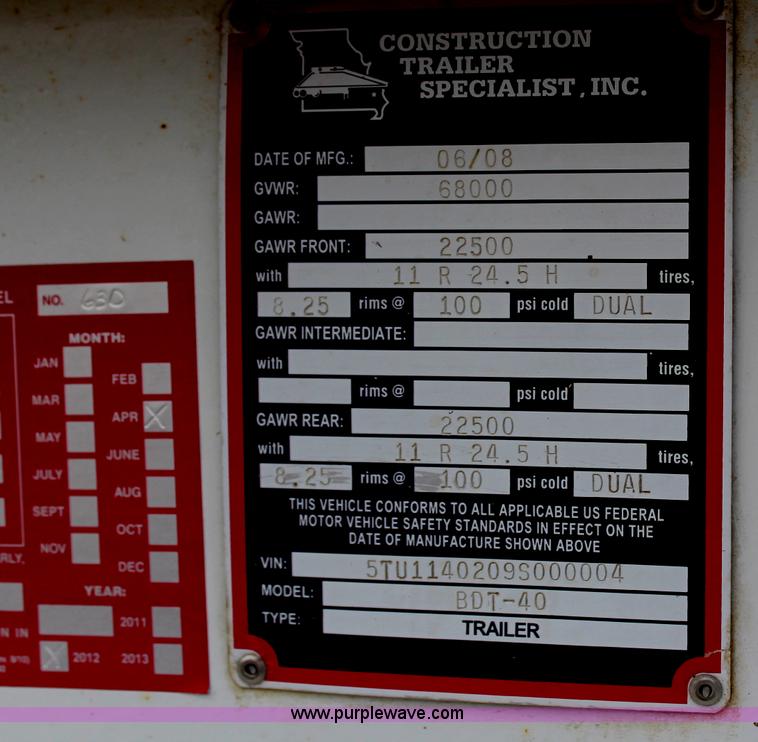 CONSTRUCTION
TRAILER
SPECIALIST, INC.
DATE OF MFG.: 06/08
GVWR: 68000
GAWR:
GAWR FRONT: 22500
with 11 R 24.5 H tires,
8.25 rims @ 100 psi cold DUAL
GAWR INTERMEDIATE:
with tires,
rims @ psi cold
GAWR REAR: 22500
with 11 R 24.5 H tires,
8.25 rims @ 100 psi cold DUAL
THIS VEHICLE CONFORMS TO ALL APPLICABLE US FEDERAL
MOTOR VEHICLE SAFETY STANDARDS IN EFFECT ON THE
DATE OF MANUFACTURE SHOWN ABOVE
VIN: 5TU1140209S000004
MODEL: BDT-40
TYPE: TRAILER
NO. 630
MONTH:
JAN
FEB
MAR
APR X
MAY
JUNE
JULY
AUG
SEPT
OCT
NOV
DEC
YEAR:
2011
X 2012 2013
www.purplewave.com